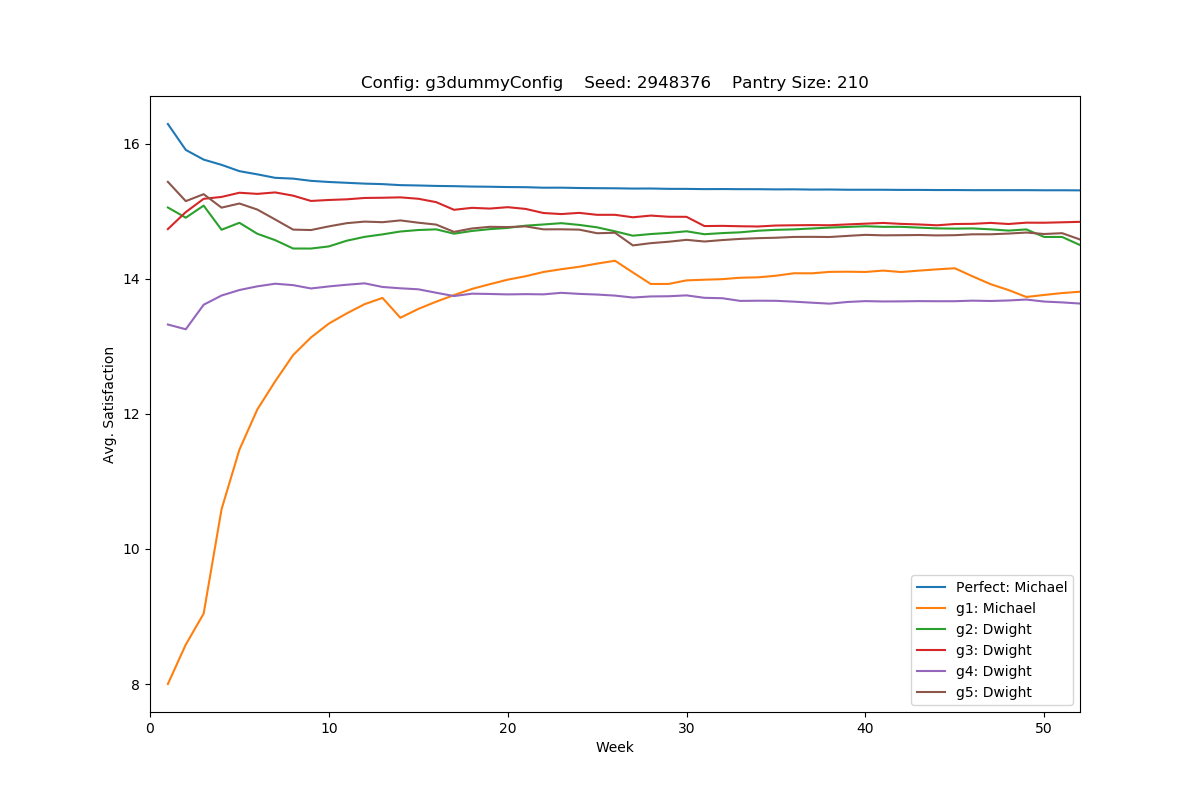 Config: g3dummyConfig    Seed: 2948376    Pantry Size: 210
16
14
12
10
8
Avg. Satisfaction
0
10
20
30
40
50
Week
Perfect: Michael
g1: Michael
g2: Dwight
g3: Dwight
g4: Dwight
g5: Dwight